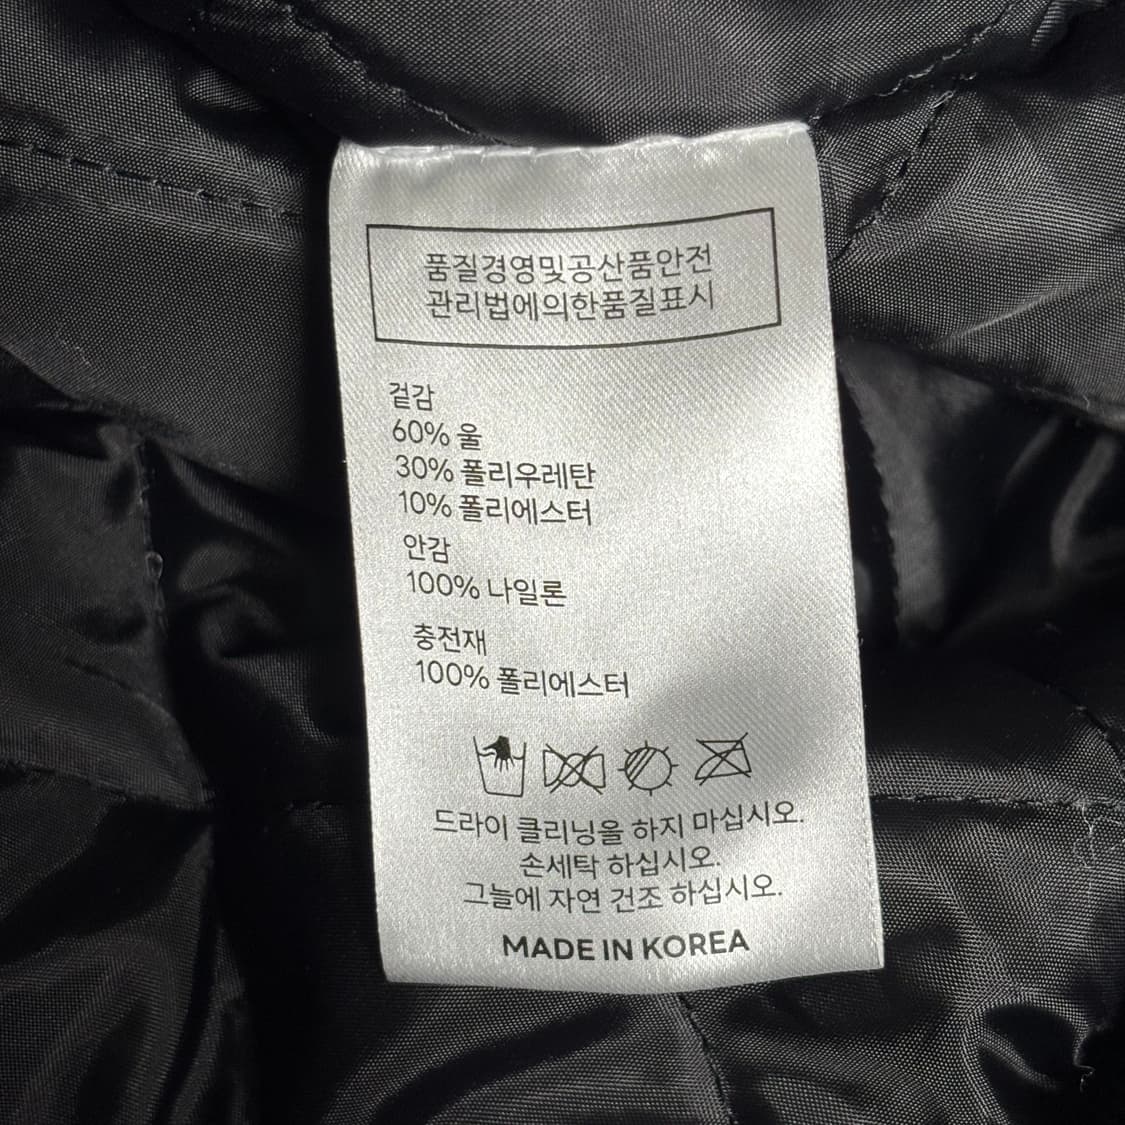 품질경영및공산품안전
관리법에의한품질표시
겉감
60% 울
30% 폴리우레탄
10% 폴리에스터
안감
100% 나일론
충전재
100% 폴리에스터
드라이 클리닝을 하지 마십시오.
손세탁 하십시오.
그늘에 자연 건조 하십시오.
MADE IN KOREA